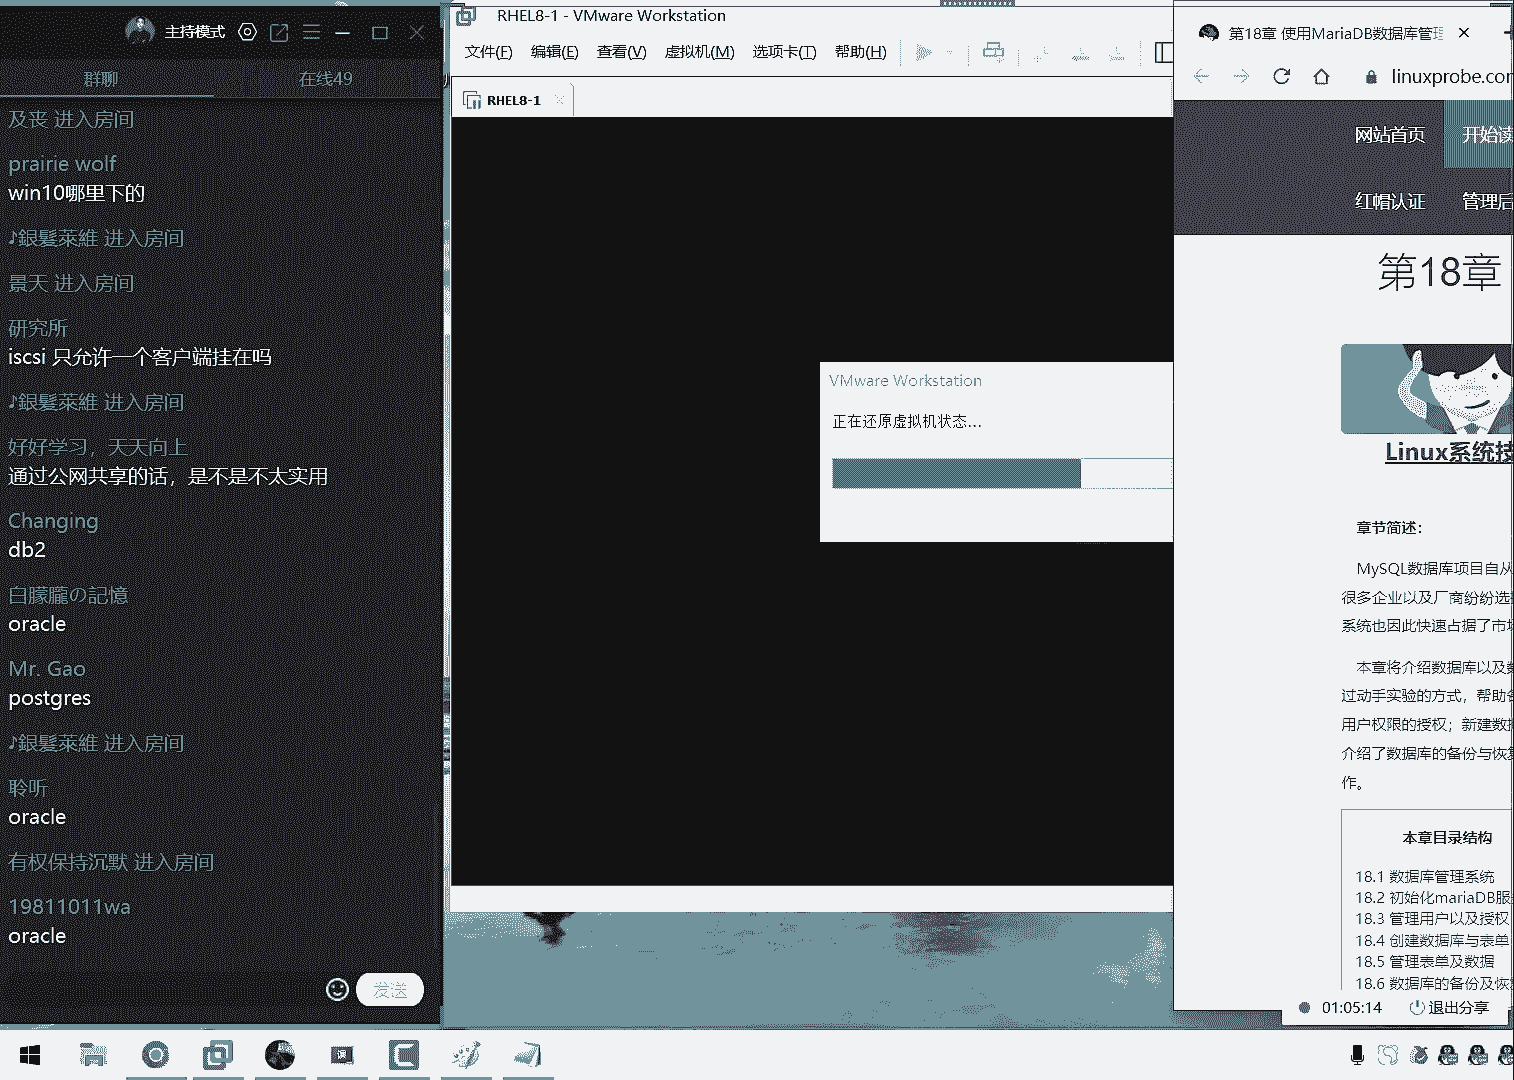 主持模式
群聊
在线49
及丧 进入房间
prairie wolf
win10哪里下的
♪銀髮萊維 进入房间
景天 进入房间
研究所
iscsi 只允许一个客户端挂在吗
♪銀髮萊維 进入房间
好好学习，天天向上
通过公网共享的话，是不是不太实用
Changing
db2
白朦朧の記憶
oracle
Mr. Gao
postgres
♪銀髮萊維 进入房间
聆听
oracle
有权保持沉默 进入房间
19811011wa
oracle
发送
RHEL8-1 - VMware Workstation
文件(F) 编辑(E) 查看(V) 虚拟机(M) 选项卡(T) 帮助(H)
RHEL8-1
VMware Workstation
正在还原虚拟机状态...
第18章 使用MariaDB数据库管理
linuxprobe.com
网站首页
开始读
红帽认证
管理后
第18章
Linux系统技
章节简述：
MySQL数据库项目自从
很多企业以及厂商纷纷选
系统也因此快速占据了市场
本章将介绍数据库以及数
过动手实验的方式，帮助各
用户权限的授权；新建数据
介绍了数据库的备份与恢复
作。
本章目录结构
18.1 数据库管理系统
18.2 初始化mariaDB服
18.3 管理用户以及授权
18.4 创建数据库与表单
18.5 管理表单及数据
18.6 数据库的备份及恢复
01:05:14
退出分享